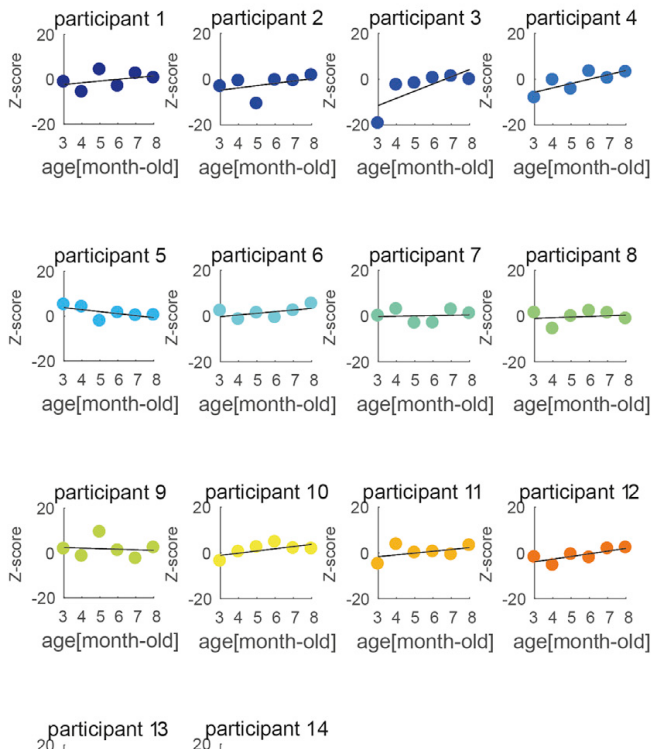 participant 1 participant 2 participant 3 participant 4
20 20 20 20
Z-score Z-score Z-score Z-score
0 0 0 0
-20 -20 -20 -20
3 4 5 6 7 8 3 4 5 6 7 8 3 4 5 6 7 8 3 4 5 6 7 8
age[month-old] age[month-old] age[month-old] age[month-old]
participant 5 participant 6 participant 7 participant 8
20 20 20 20
Z-score Z-score Z-score Z-score
0 0 0 0
-20 -20 -20 -20
3 4 5 6 7 8 3 4 5 6 7 8 3 4 5 6 7 8 3 4 5 6 7 8
age[month-old] age[month-old] age[month-old] age[month-old]
participant 9 participant 10 participant 11 participant 12
20 20 20 20
Z-score Z-score Z-score Z-score
0 0 0 0
-20 -20 -20 -20
3 4 5 6 7 8 3 4 5 6 7 8 3 4 5 6 7 8 3 4 5 6 7 8
age[month-old] age[month-old] age[month-old] age[month-old]
participant 13 participant 14
20 20